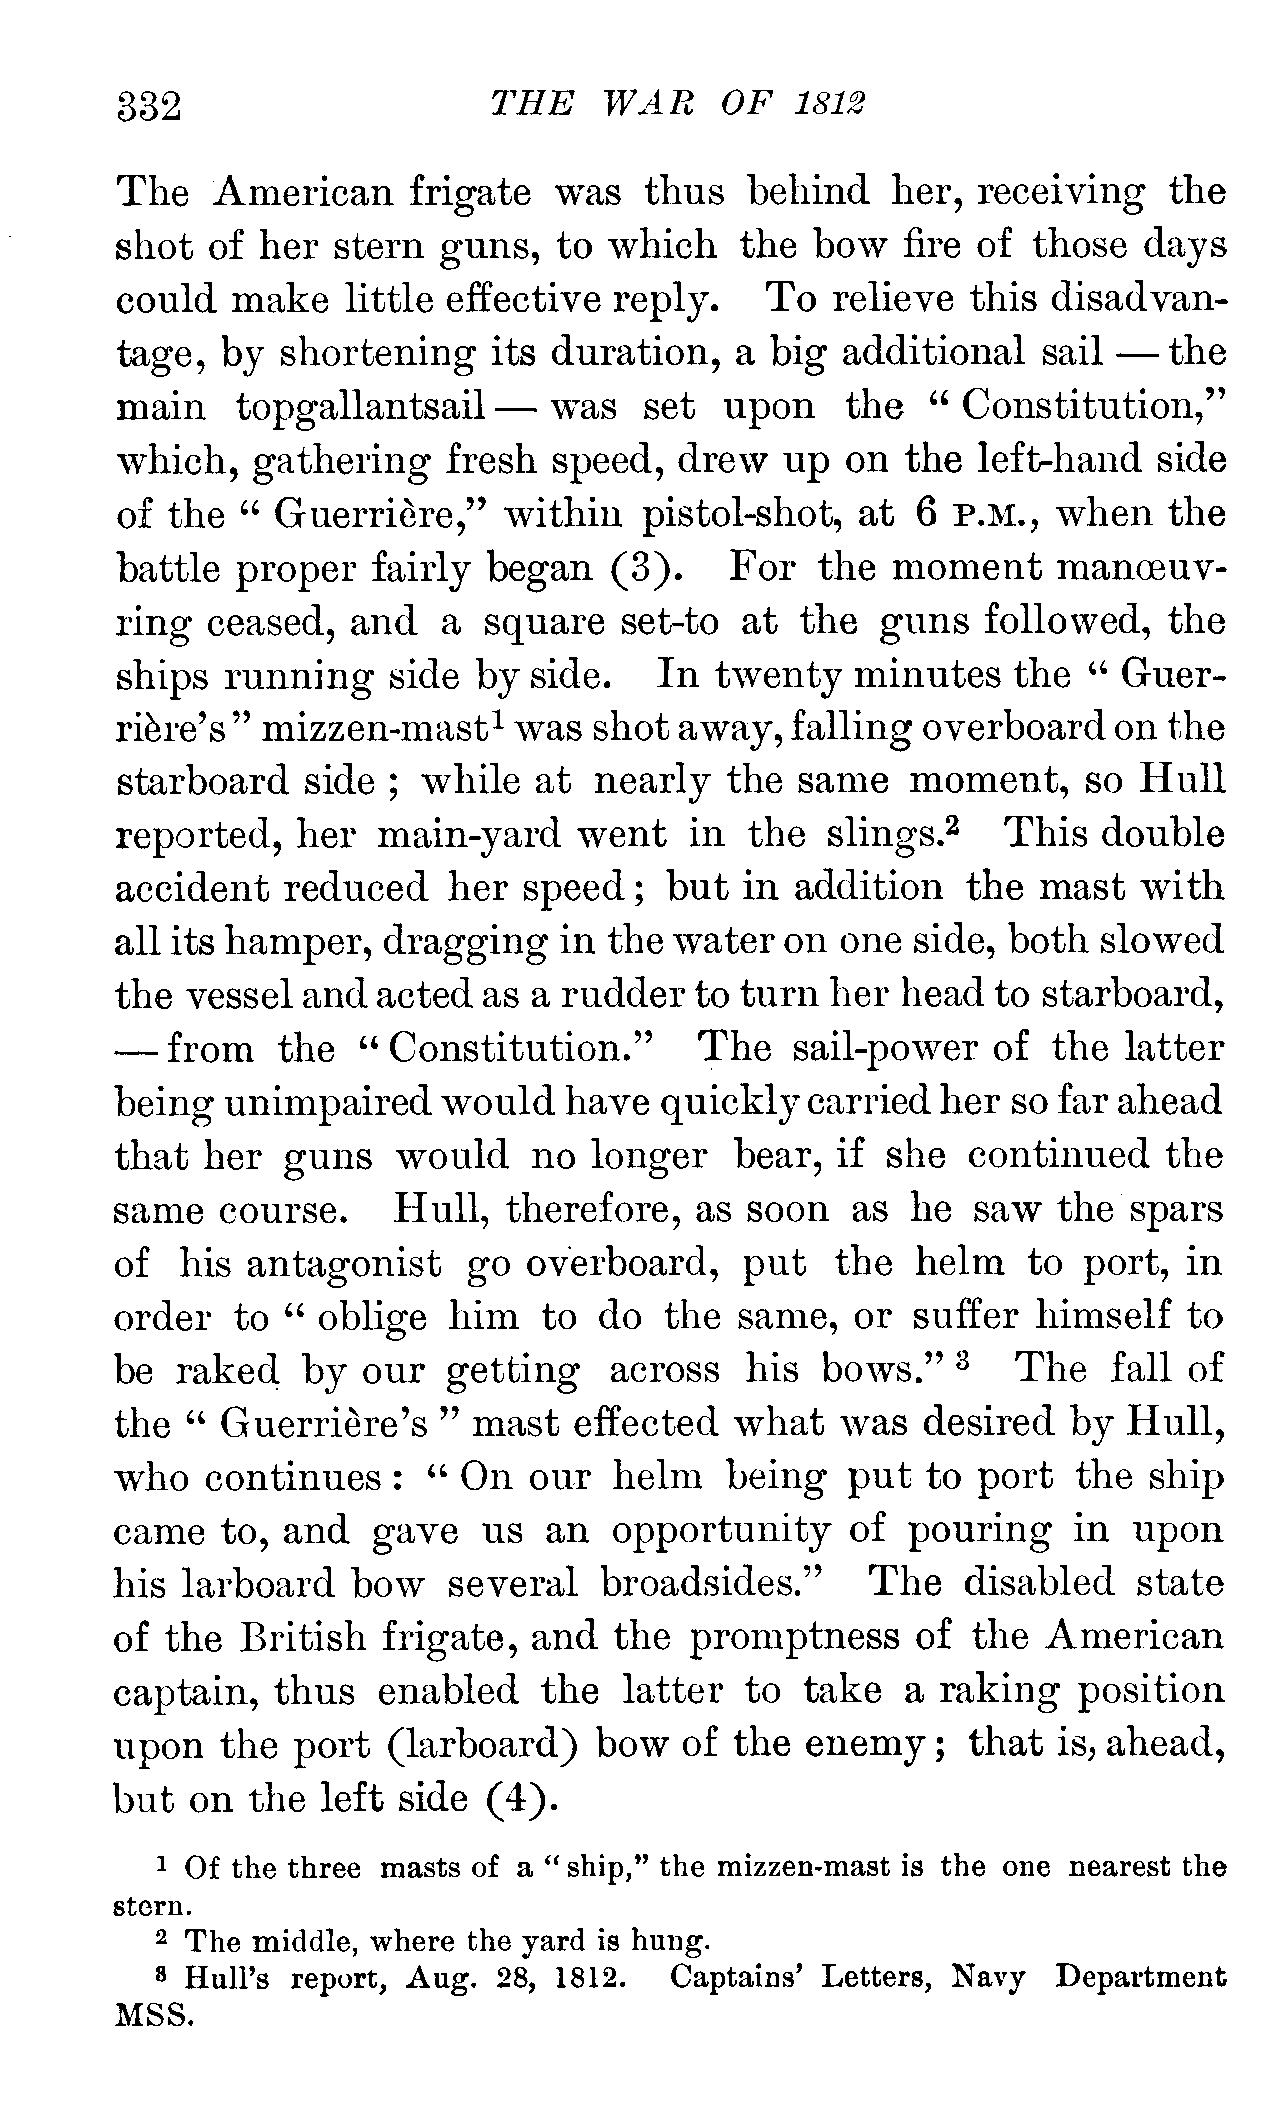 332 THE WAR OF 1812
The American frigate was thus behind her, receiving the
shot of her stern guns, to which the bow fire of those days
could make little effective reply. To relieve this disadvan-
tage, by shortening its duration, a big additional sail — the
main topgallantsail — was set upon the " Constitution,"
which, gathering fresh speed, drew up on the left-hand side
of the " Guerrière," within pistol-shot, at 6 P.M., when the
battle proper fairly began (3). For the moment manœuv-
ring ceased, and a square set-to at the guns followed, the
ships running side by side. In twenty minutes the " Guer-
rière's " mizzen-mast¹ was shot away, falling overboard on the
starboard side ; while at nearly the same moment, so Hull
reported, her main-yard went in the slings.² This double
accident reduced her speed ; but in addition the mast with
all its hamper, dragging in the water on one side, both slowed
the vessel and acted as a rudder to turn her head to starboard,
— from the " Constitution." The sail-power of the latter
being unimpaired would have quickly carried her so far ahead
that her guns would no longer bear, if she continued the
same course. Hull, therefore, as soon as he saw the spars
of his antagonist go overboard, put the helm to port, in
order to " oblige him to do the same, or suffer himself to
be raked by our getting across his bows." ³ The fall of
the " Guerrière's " mast effected what was desired by Hull,
who continues : " On our helm being put to port the ship
came to, and gave us an opportunity of pouring in upon
his larboard bow several broadsides." The disabled state
of the British frigate, and the promptness of the American
captain, thus enabled the latter to take a raking position
upon the port (larboard) bow of the enemy ; that is, ahead,
but on the left side (4).
¹ Of the three masts of a " ship," the mizzen-mast is the one nearest the
stern.
² The middle, where the yard is hung.
³ Hull's report, Aug. 28, 1812. Captains' Letters, Navy Department
MSS.